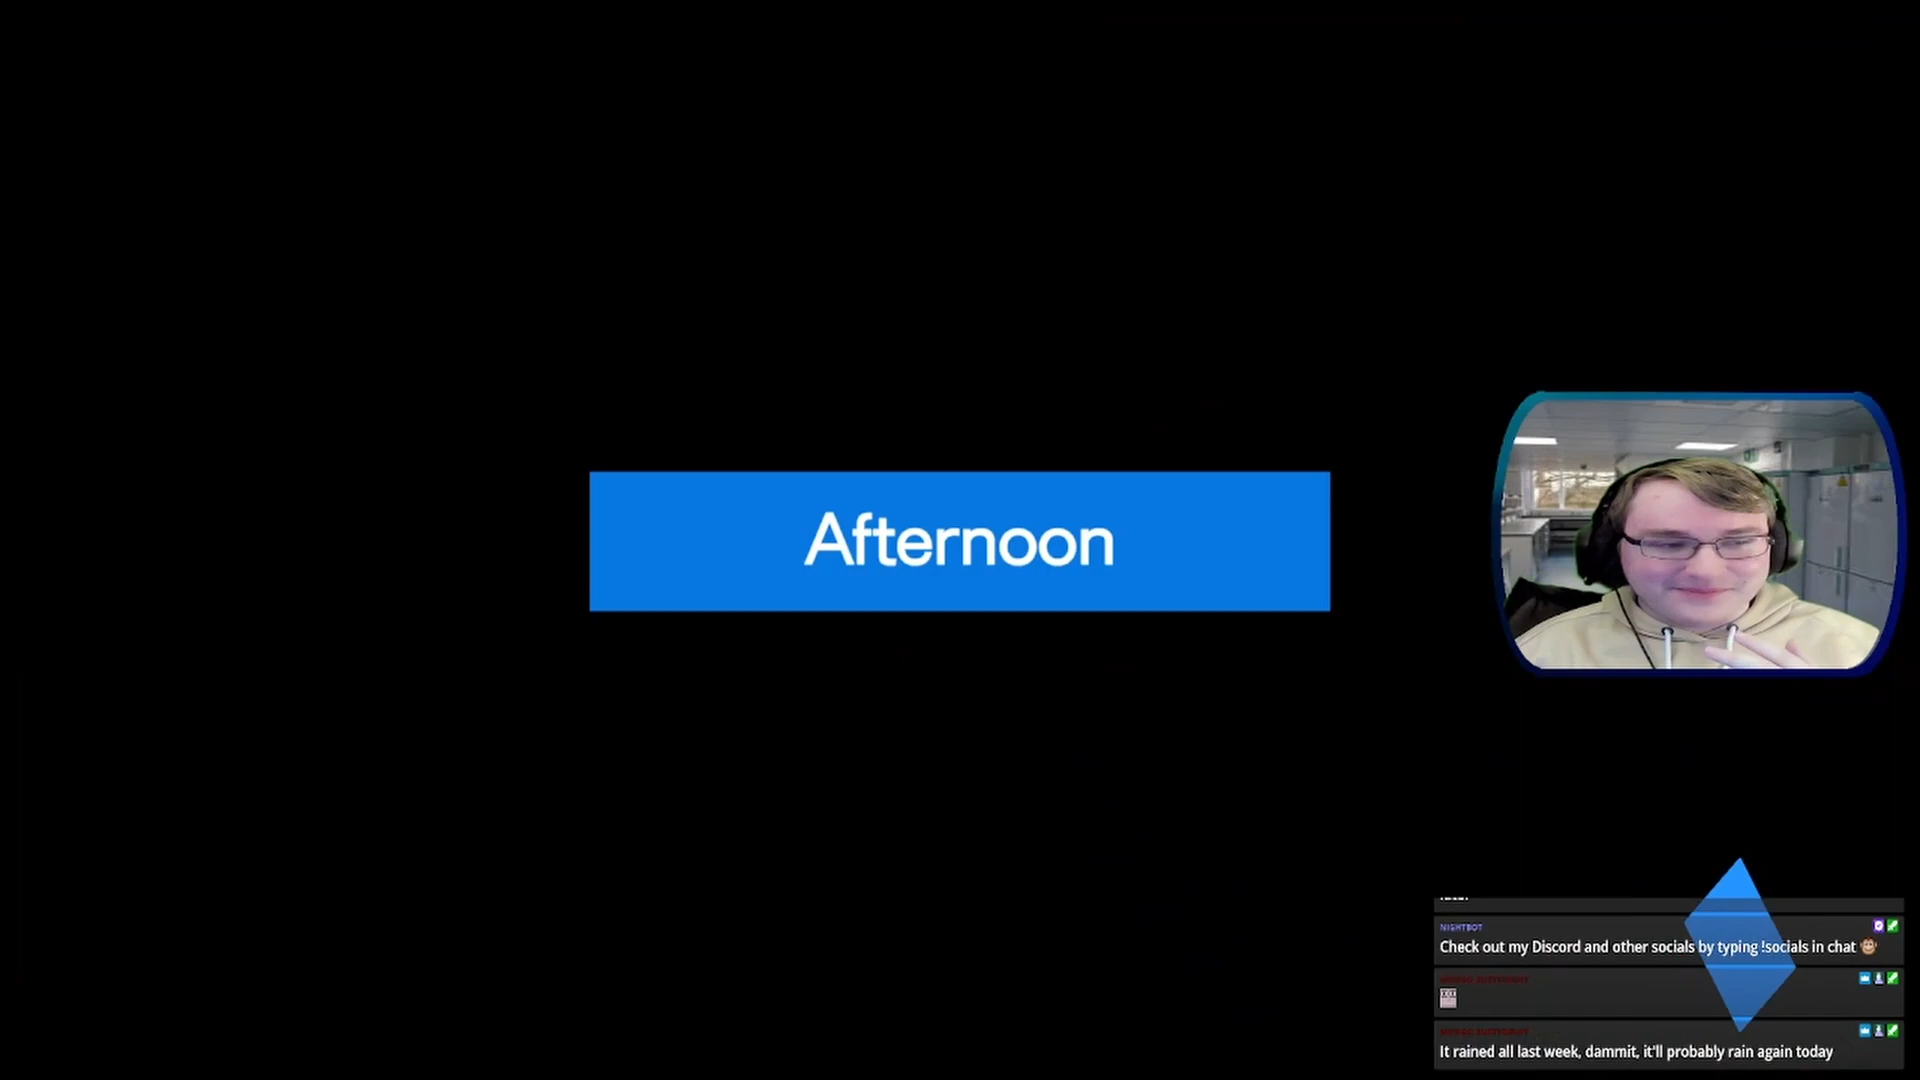 Afternoon
NIGHTBOT
Check out my Discord and other socials by typing !socials in chat
It rained all last week, dammit, it'll probably rain again today